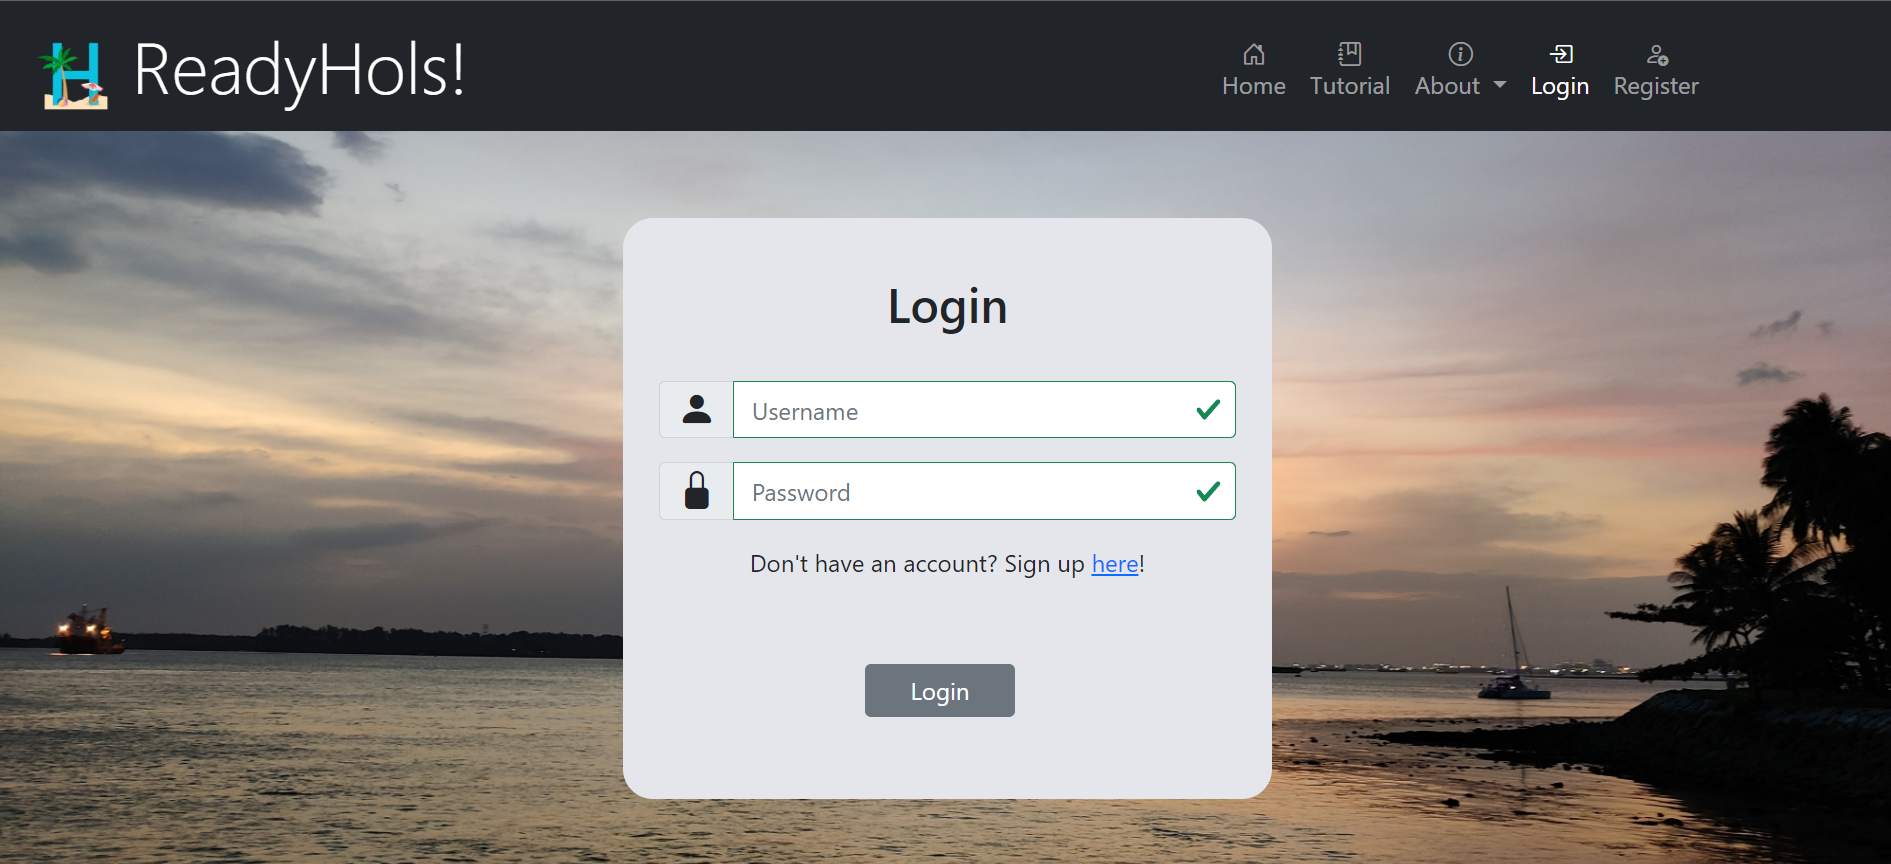 ReadyHols!
Home Tutorial About Login Register
Login
Username
Password
Don't have an account? Sign up here!
Login